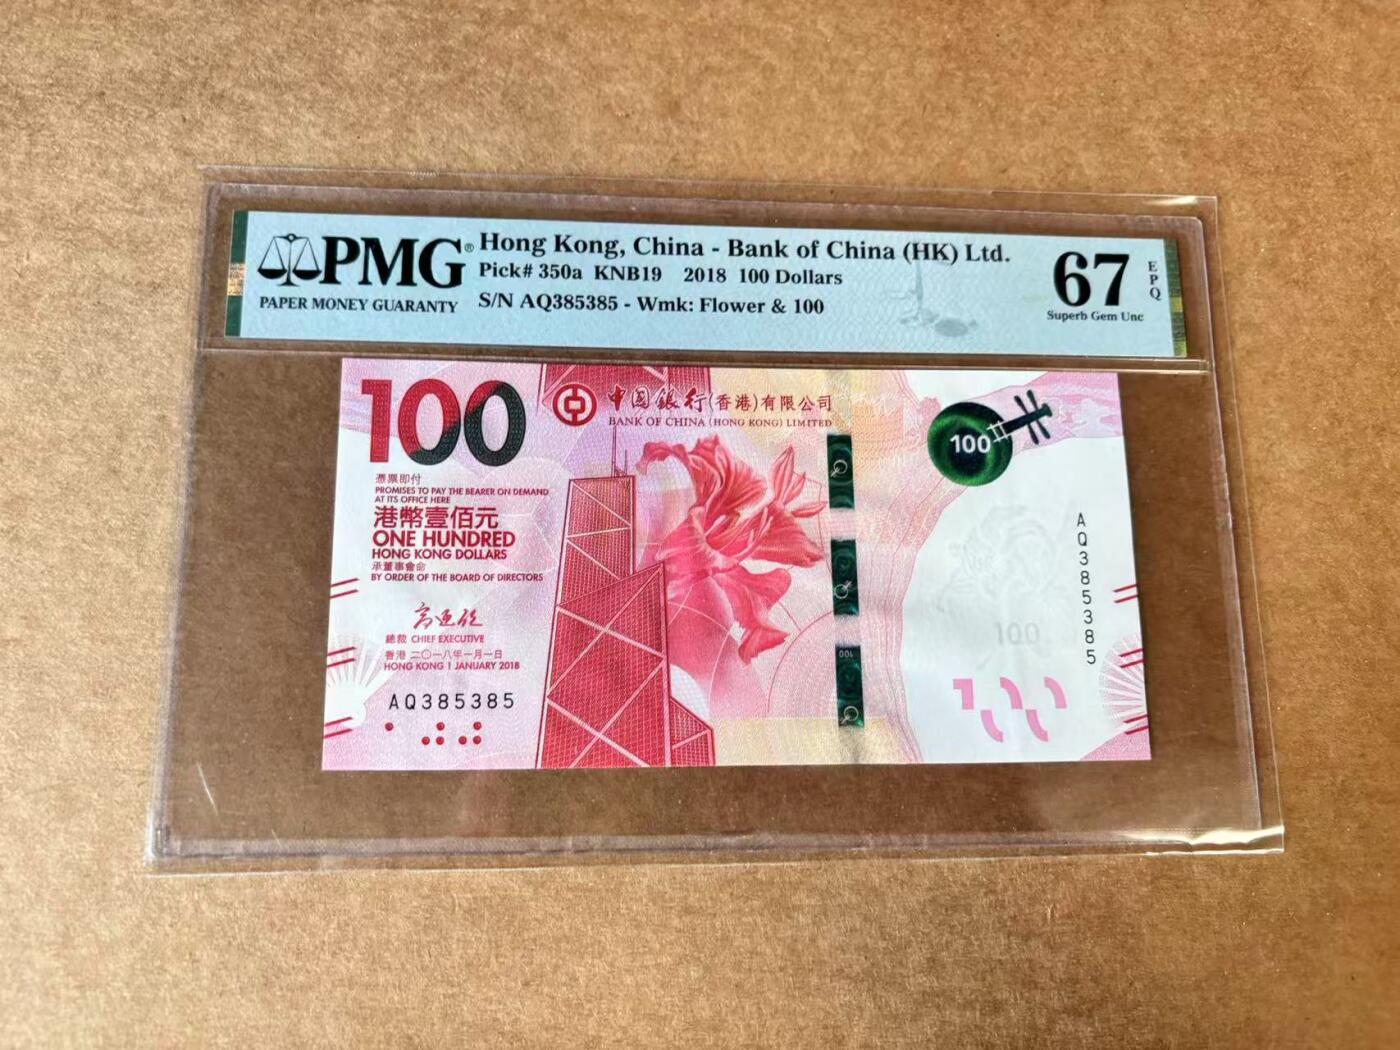 PMG®
PAPER MONEY GUARANTY
Hong Kong, China - Bank of China (HK) Ltd.
Pick# 350a KNB19 2018 100 Dollars
S/N AQ385385 - Wmk: Flower & 100
67
EPQ
Superb Gem Unc
100
中国銀行(香港)有限公司
BANK OF CHINA (HONG KONG) LIMITED
憑票即付
PROMISES TO PAY THE BEARER ON DEMAND
AT ITS OFFICE HERE
港幣壹佰元
ONE HUNDRED
HONG KONG DOLLARS
承董事會命
BY ORDER OF THE BOARD OF DIRECTORS
總裁 CHIEF EXECUTIVE
香港 二〇一八年一月一日
HONG KONG 1 JANUARY 2018
AQ385385
100
100
AQ385385
100
100